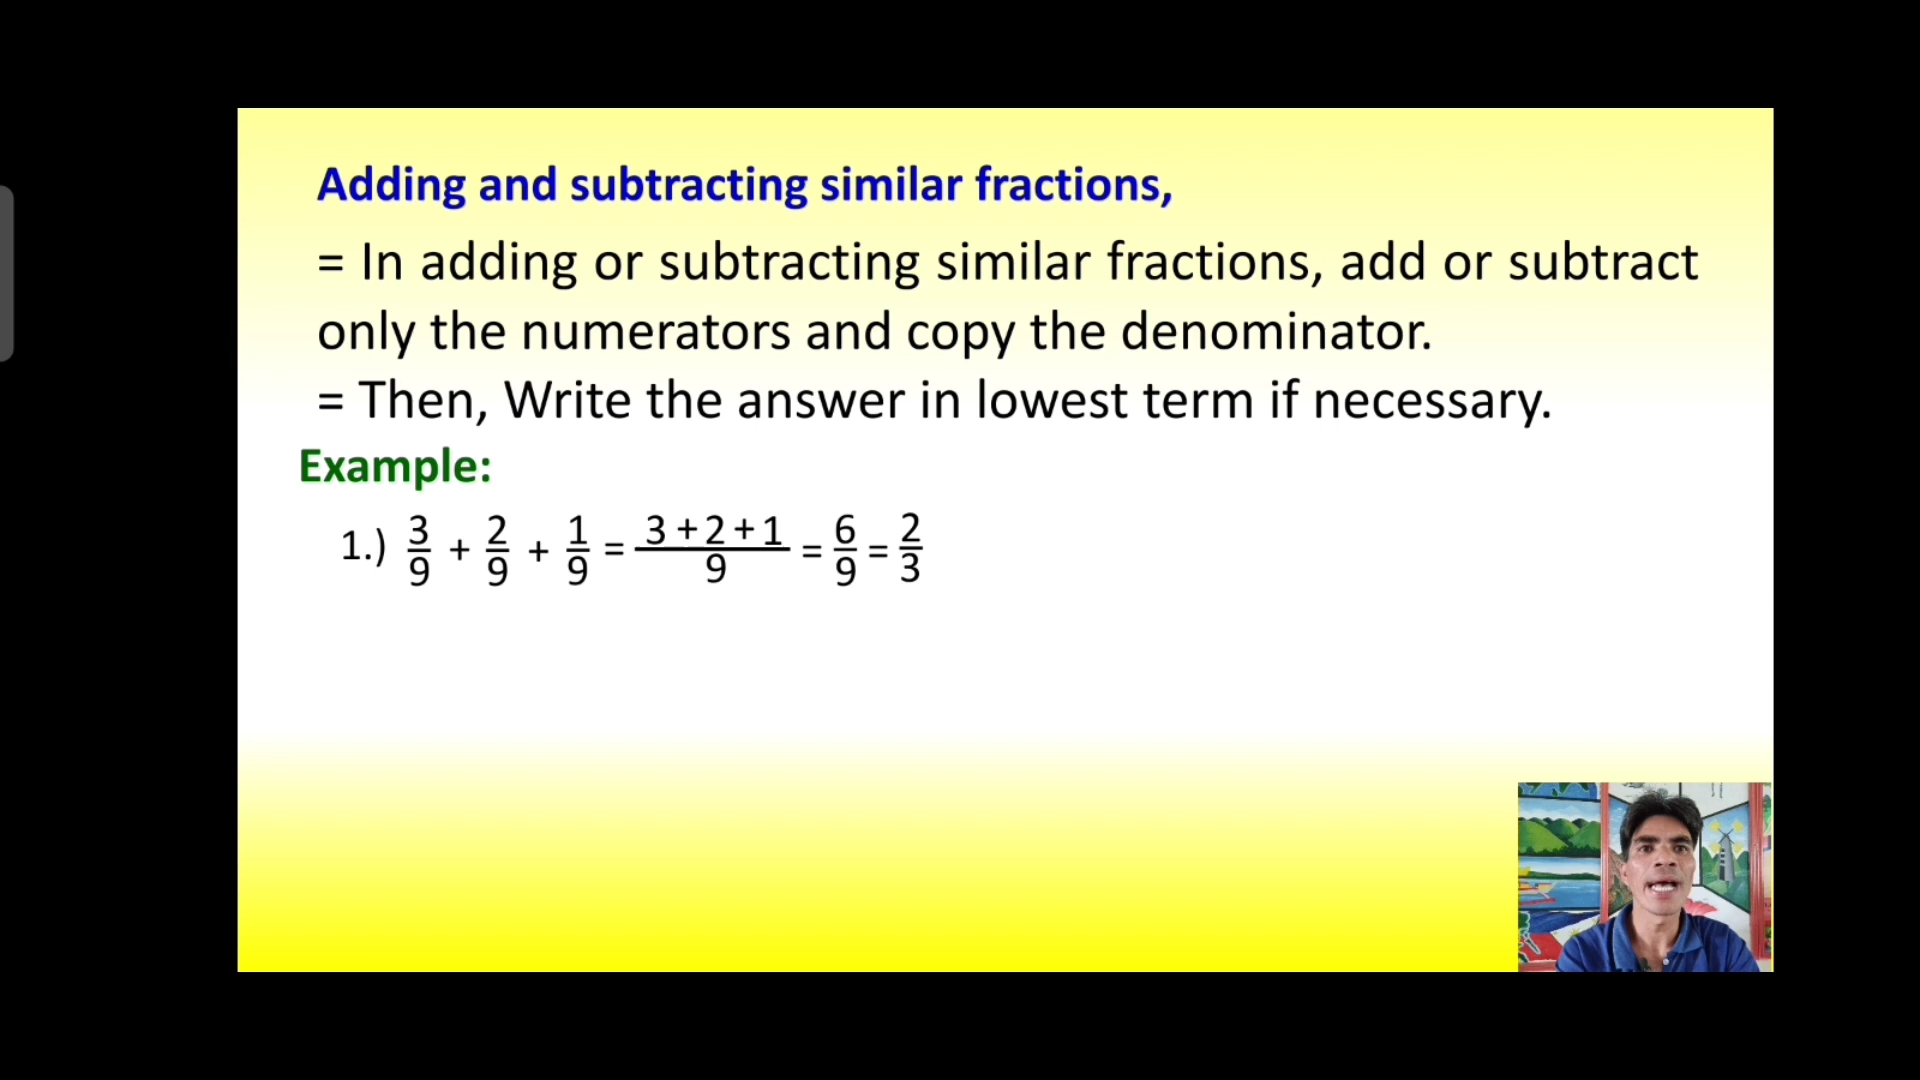 Adding and subtracting similar fractions,
= In adding or subtracting similar fractions, add or subtract
only the numerators and copy the denominator.
= Then, Write the answer in lowest term if necessary.
Example:
1.) 3/9 + 2/9 + 1/9 = 3+2+1/9 = 6/9 = 2/3